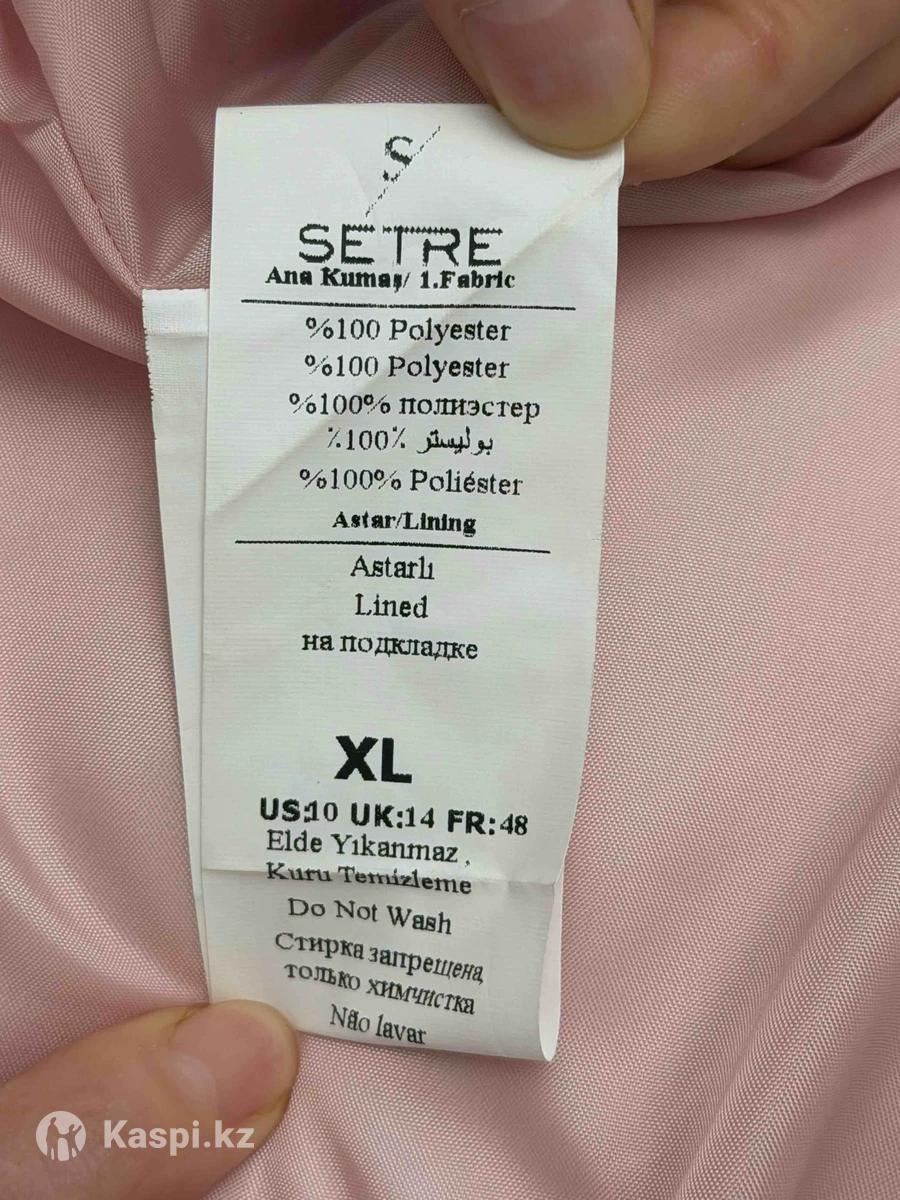 S
SETRE
Ana Kumaş/ 1.Fabric
%100 Polyester
%100 Polyester
%100% полиэстер
بوليستر 100٪٪
%100% Poliéster
Astar/Lining
Astarlı
Lined
на подкладке
XL
US:10 UK:14 FR:48
Elde Yıkanmaz ,
Kuru Temizleme
Do Not Wash
Стирка запрещена,
только химчистка
Não lavar
Kaspi.kz